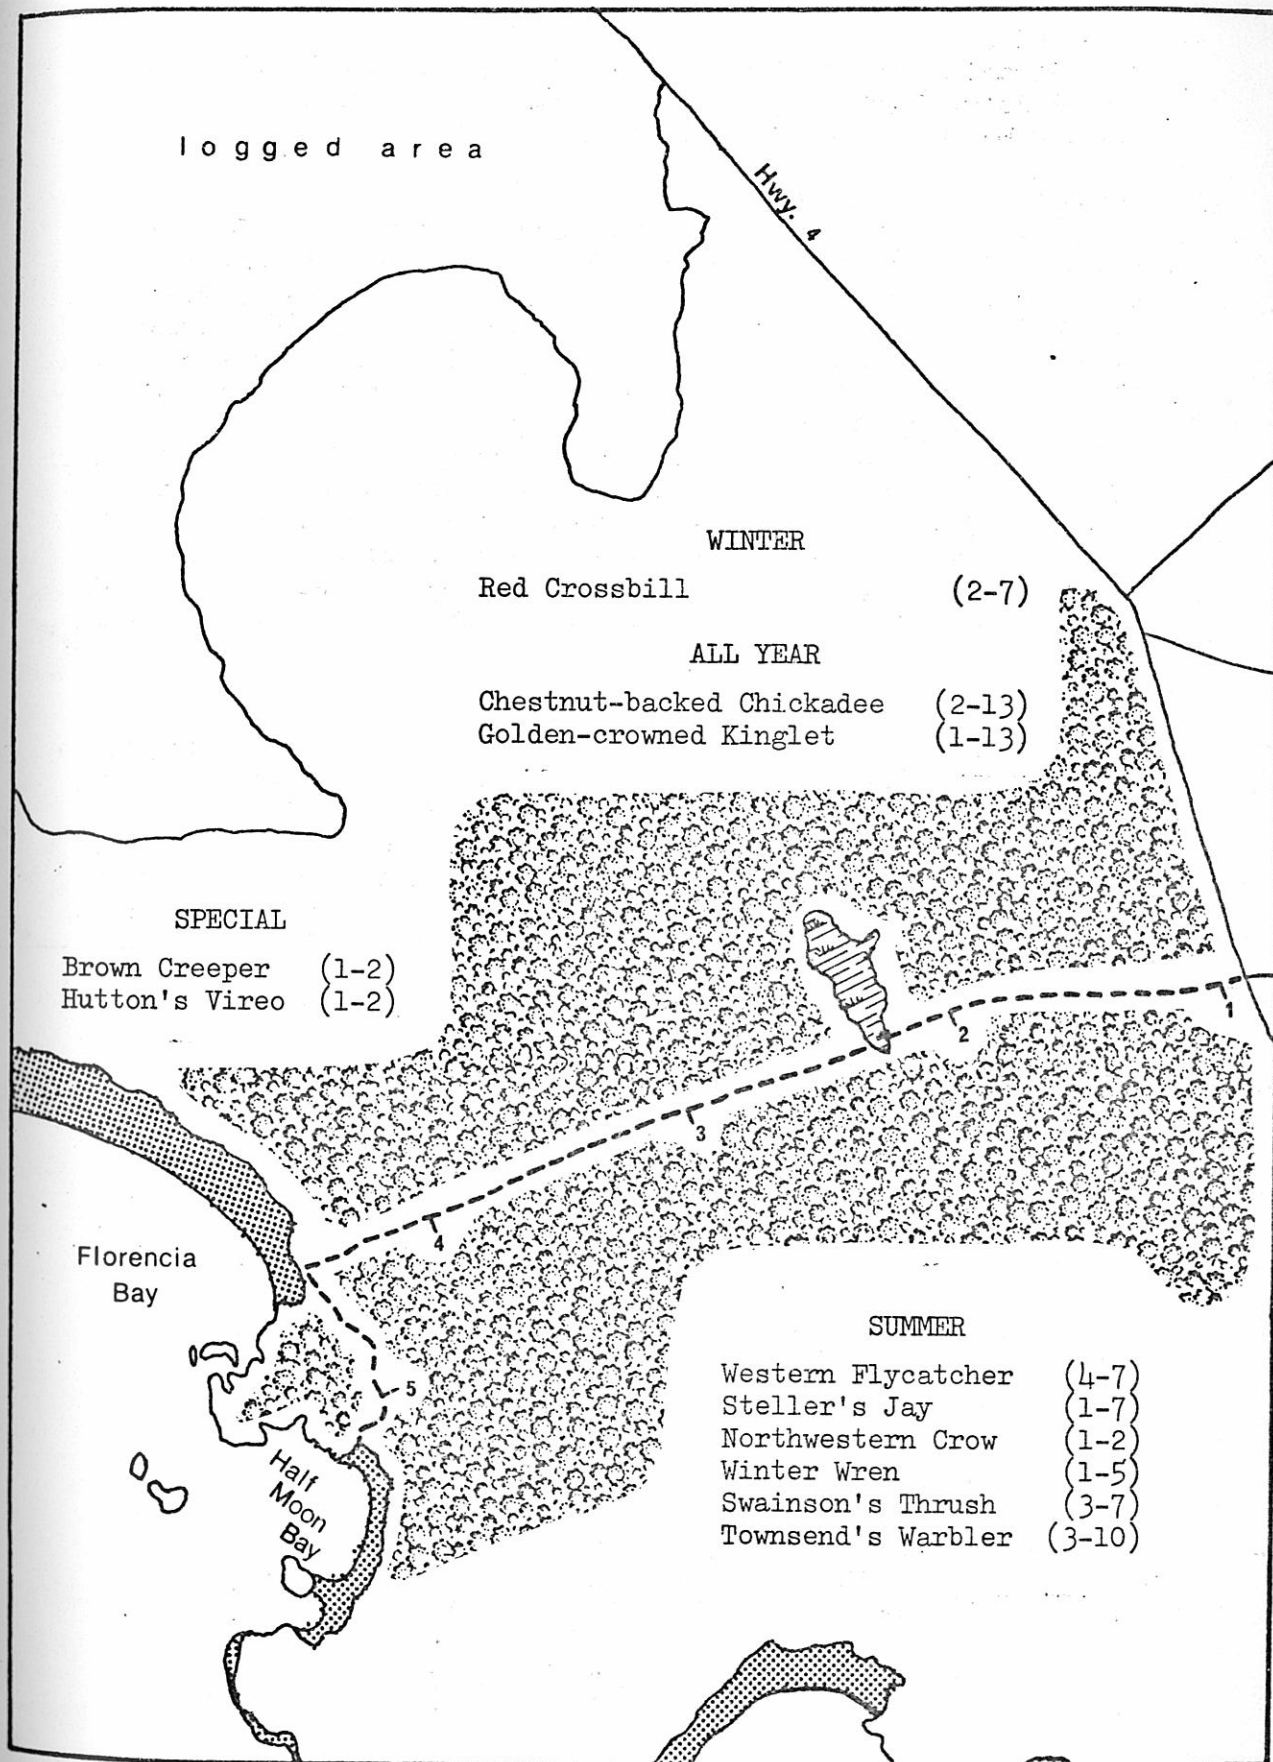 logged area
Hwy. 4
WINTER
Red Crossbill (2-7)
ALL YEAR
Chestnut-backed Chickadee (2-13)
Golden-crowned Kinglet (1-13)
SPECIAL
Brown Creeper (1-2)
Hutton's Vireo (1-2)
1
2
3
4
Florencia
Bay
5
Half
Moon
Bay
SUMMER
Western Flycatcher (4-7)
Steller's Jay (1-7)
Northwestern Crow (1-2)
Winter Wren (1-5)
Swainson's Thrush (3-7)
Townsend's Warbler (3-10)